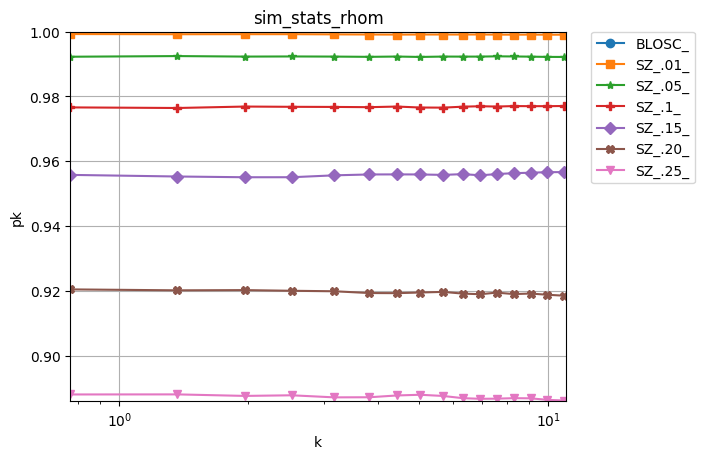 sim_stats_rhom
1.00
0.98
0.96
0.94
0.92
0.90
pk
10⁰
10¹
k
BLOSC_
SZ_.01_
SZ_.05_
SZ_.1_
SZ_.15_
SZ_.20_
SZ_.25_